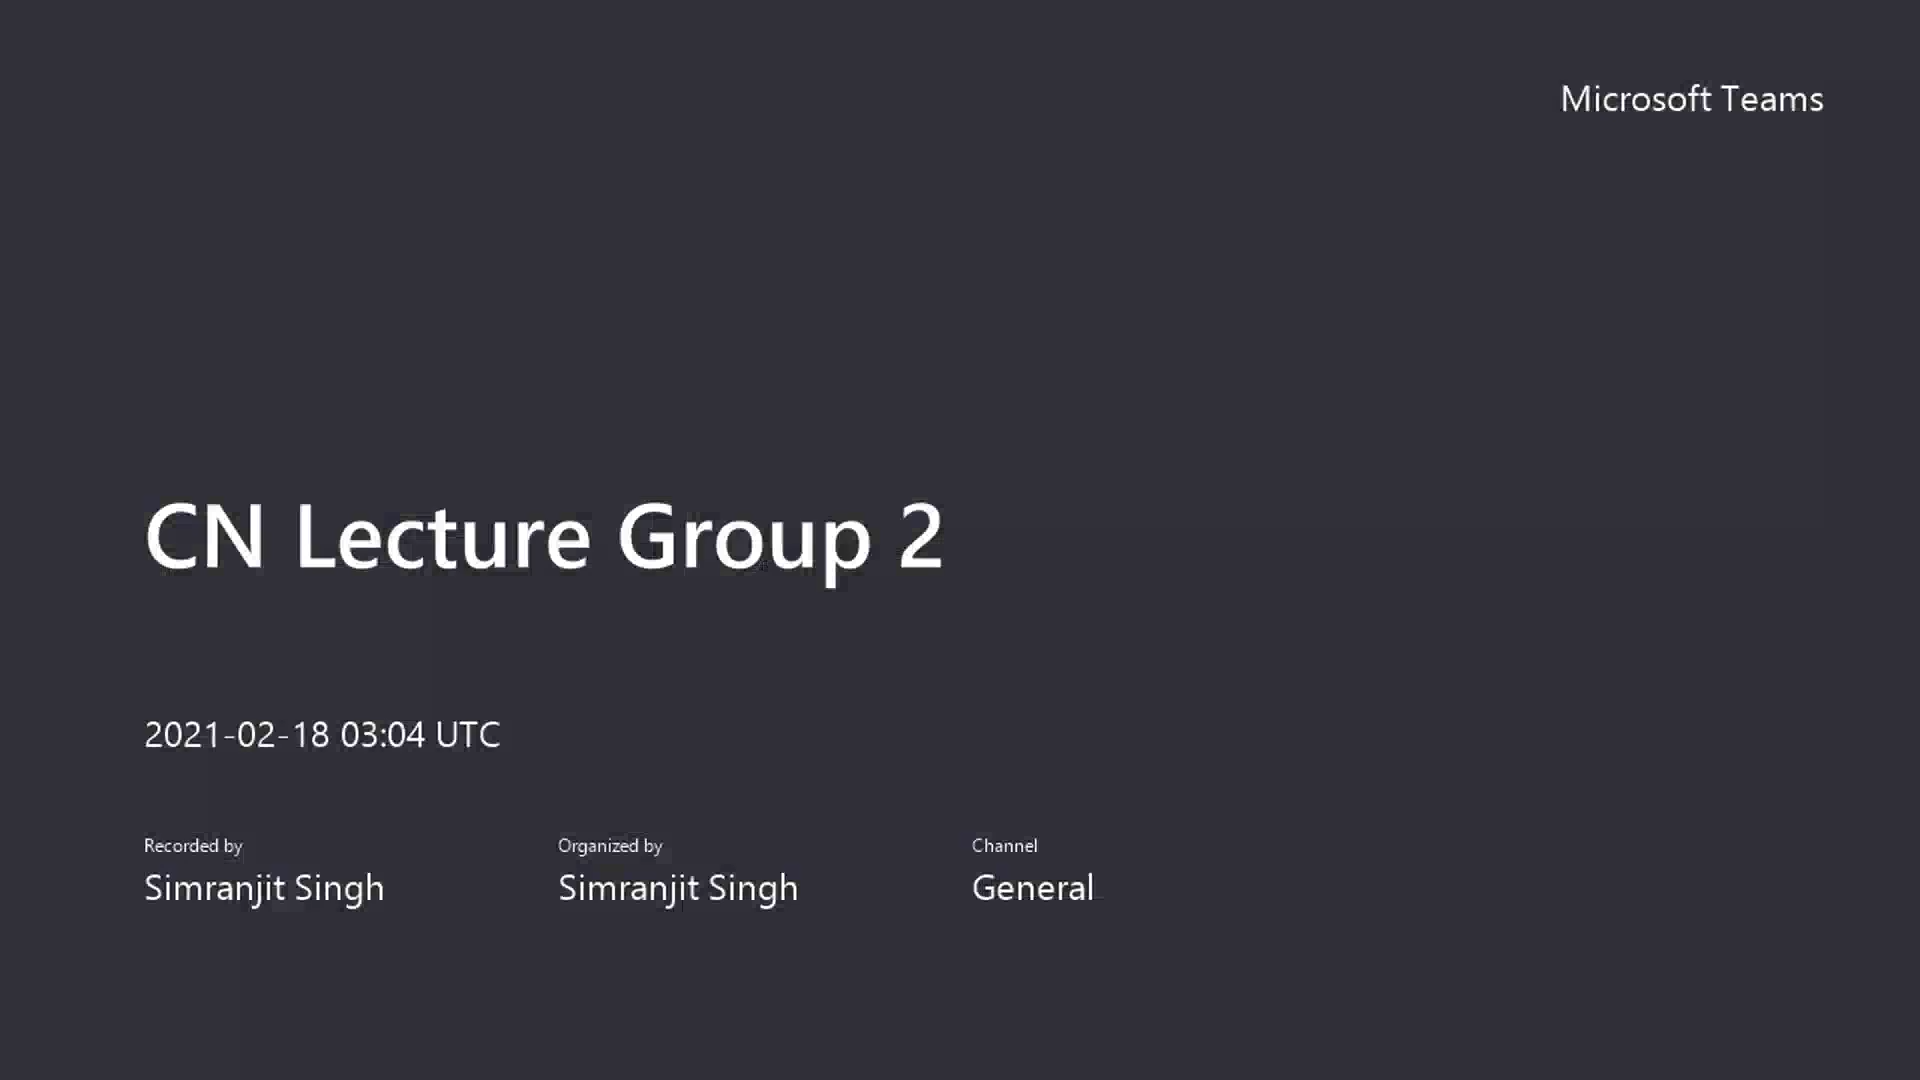 Microsoft Teams
CN Lecture Group 2
2021-02-18 03:04 UTC
Recorded by
Simranjit Singh
Organized by
Simranjit Singh
Channel
General